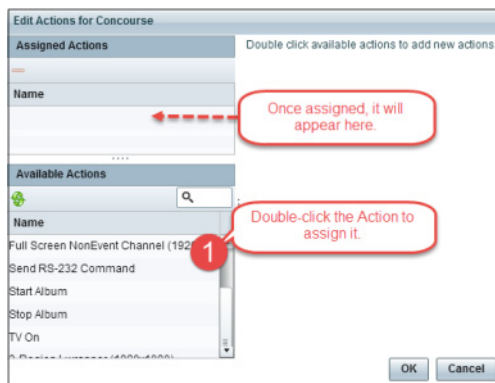 Edit Actions for Concourse
Assigned Actions
Double click available actions to add new actions
Name
Once assigned, it will
appear here.
Available Actions
Name
Double-click the Action to
assign it.
1
Full Screen NonEvent Channel (192
Send RS-232 Command
Start Album
Stop Album
TV On
OK Cancel